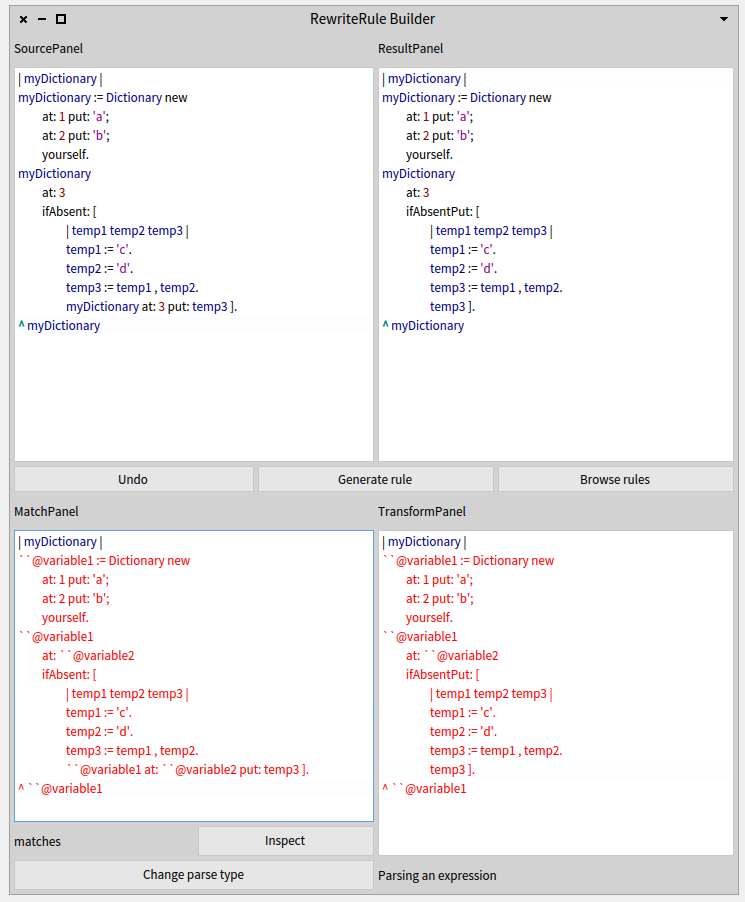 RewriteRule Builder
SourcePanel
| myDictionary |
myDictionary := Dictionary new
at: 1 put: 'a';
at: 2 put: 'b';
yourself.
myDictionary
at: 3
ifAbsent: [
| temp1 temp2 temp3 |
temp1 := 'c'.
temp2 := 'd'.
temp3 := temp1 , temp2.
myDictionary at: 3 put: temp3 ].
^ myDictionary
ResultPanel
| myDictionary |
myDictionary := Dictionary new
at: 1 put: 'a';
at: 2 put: 'b';
yourself.
myDictionary
at: 3
ifAbsentPut: [
| temp1 temp2 temp3 |
temp1 := 'c'.
temp2 := 'd'.
temp3 := temp1 , temp2.
temp3 ].
^ myDictionary
Undo
Generate rule
Browse rules
MatchPanel
| myDictionary |
``@variable1 := Dictionary new
at: 1 put: 'a';
at: 2 put: 'b';
yourself.
``@variable1
at: ``@variable2
ifAbsent: [
| temp1 temp2 temp3 |
temp1 := 'c'.
temp2 := 'd'.
temp3 := temp1 , temp2.
``@variable1 at: ``@variable2 put: temp3 ].
^ ``@variable1
TransformPanel
| myDictionary |
``@variable1 := Dictionary new
at: 1 put: 'a';
at: 2 put: 'b';
yourself.
``@variable1
at: ``@variable2
ifAbsentPut: [
| temp1 temp2 temp3 |
temp1 := 'c'.
temp2 := 'd'.
temp3 := temp1 , temp2.
temp3 ].
^ ``@variable1
matches
Inspect
Change parse type
Parsing an expression